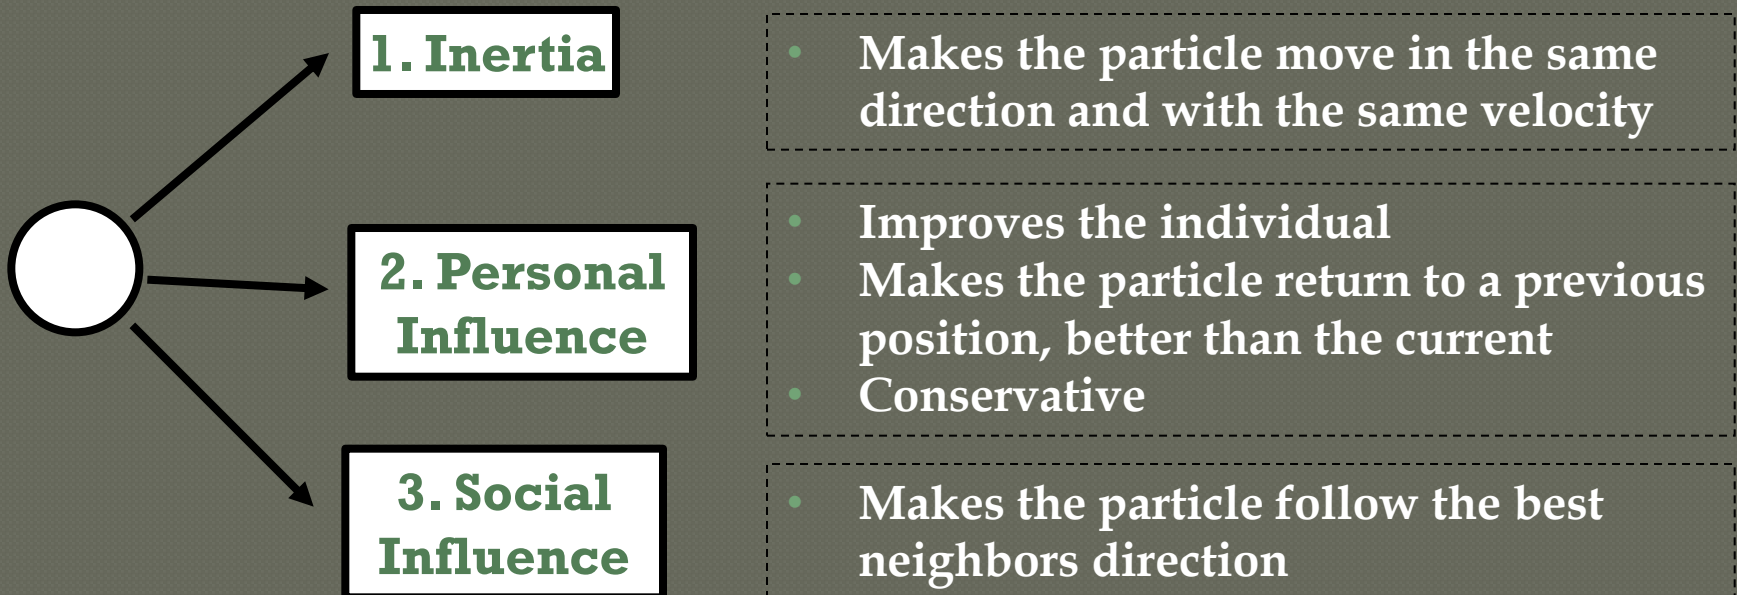 1. Inertia
• Makes the particle move in the same
direction and with the same velocity
2. Personal
Influence
• Improves the individual
• Makes the particle return to a previous
position, better than the current
• Conservative
3. Social
Influence
• Makes the particle follow the best
neighbors direction